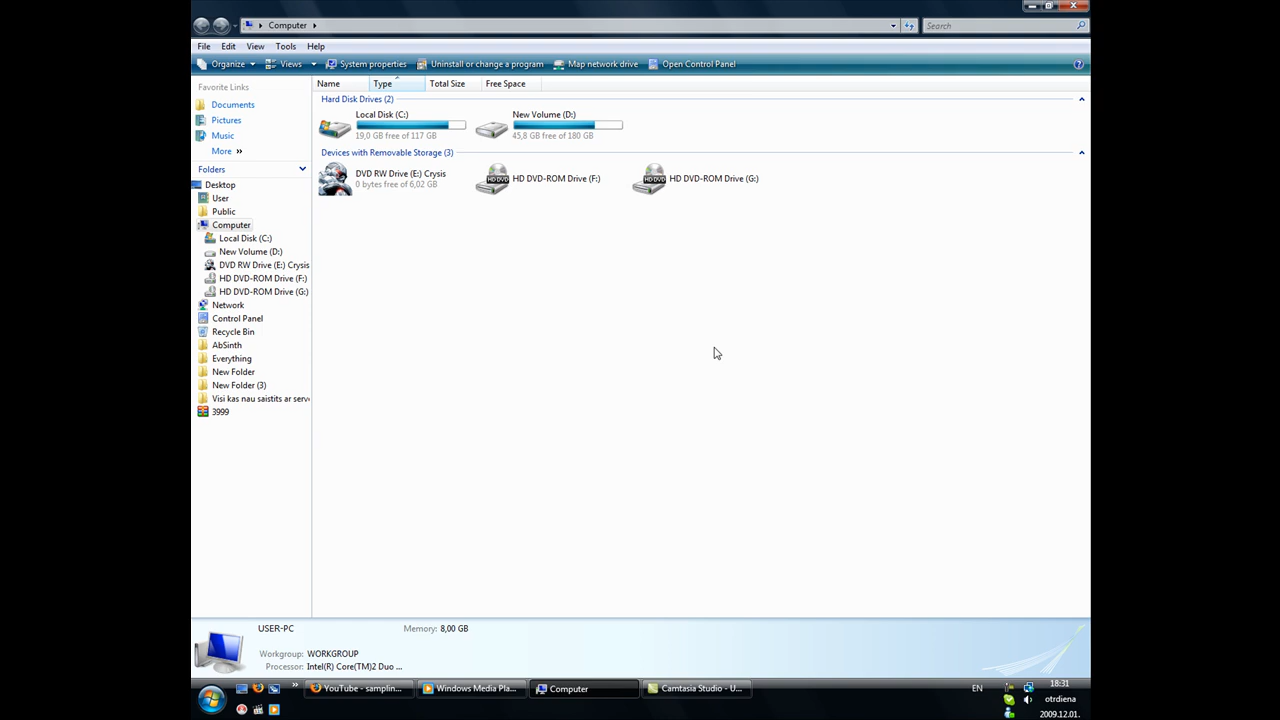 Computer
Search
File Edit View Tools Help
Organize Views System properties Uninstall or change a program Map network drive Open Control Panel
Favorite Links
Documents
Pictures
Music
More »
Folders
Desktop
User
Public
Computer
Local Disk (C:)
New Volume (D:)
DVD RW Drive (E:) Crysis
HD DVD-ROM Drive (F:)
HD DVD-ROM Drive (G:)
Network
Control Panel
Recycle Bin
AbSinth
Everything
New Folder
New Folder (3)
Visi kas nau saistits ar serv
3999
Name Type Total Size Free Space
Hard Disk Drives (2)
Local Disk (C:)
19,0 GB free of 117 GB
New Volume (D:)
45,8 GB free of 180 GB
Devices with Removable Storage (3)
DVD RW Drive (E:) Crysis
0 bytes free of 6,02 GB
HD DVD
HD DVD-ROM Drive (F:)
HD DVD
HD DVD-ROM Drive (G:)
USER-PC Memory: 8,00 GB
Workgroup: WORKGROUP
Processor: Intel(R) Core(TM)2 Duo ...
» YouTube - samplin... Windows Media Pla... Computer Camtasia Studio - U... EN 18:31
otrdiena
2009.12.01.